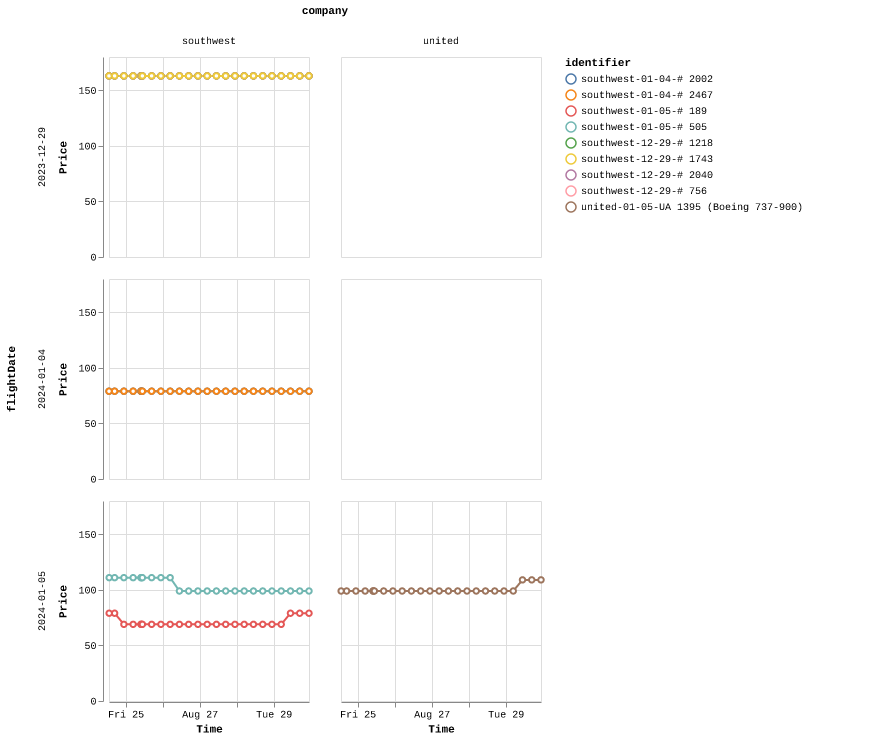 company
southwest
united
identifier
southwest-01-04-# 2002
southwest-01-04-# 2467
southwest-01-05-# 189
southwest-01-05-# 505
southwest-12-29-# 1218
southwest-12-29-# 1743
southwest-12-29-# 2040
southwest-12-29-# 756
united-01-05-UA 1395 (Boeing 737-900)
flightDate
2023-12-29
Price
150
100
50
0
2024-01-04
Price
150
100
50
0
2024-01-05
Price
150
100
50
0
Fri 25 Aug 27 Tue 29
Time
Fri 25 Aug 27 Tue 29
Time